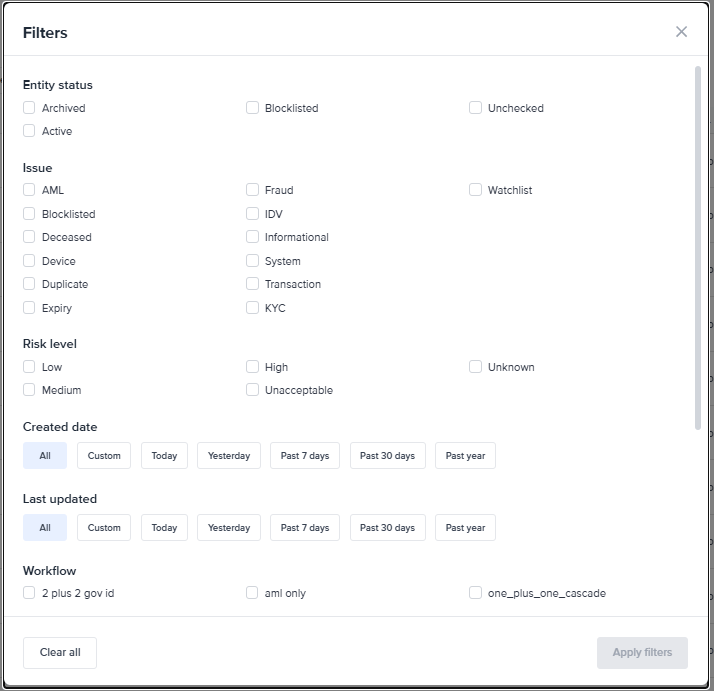 Filters
Entity status
Archived Blocklisted Unchecked
Active
Issue
AML Fraud Watchlist
Blocklisted IDV
Deceased Informational
Device System
Duplicate Transaction
Expiry KYC
Risk level
Low High Unknown
Medium Unacceptable
Created date
All Custom Today Yesterday Past 7 days Past 30 days Past year
Last updated
All Custom Today Yesterday Past 7 days Past 30 days Past year
Workflow
2 plus 2 gov id aml only one_plus_one_cascade
Clear all Apply filters